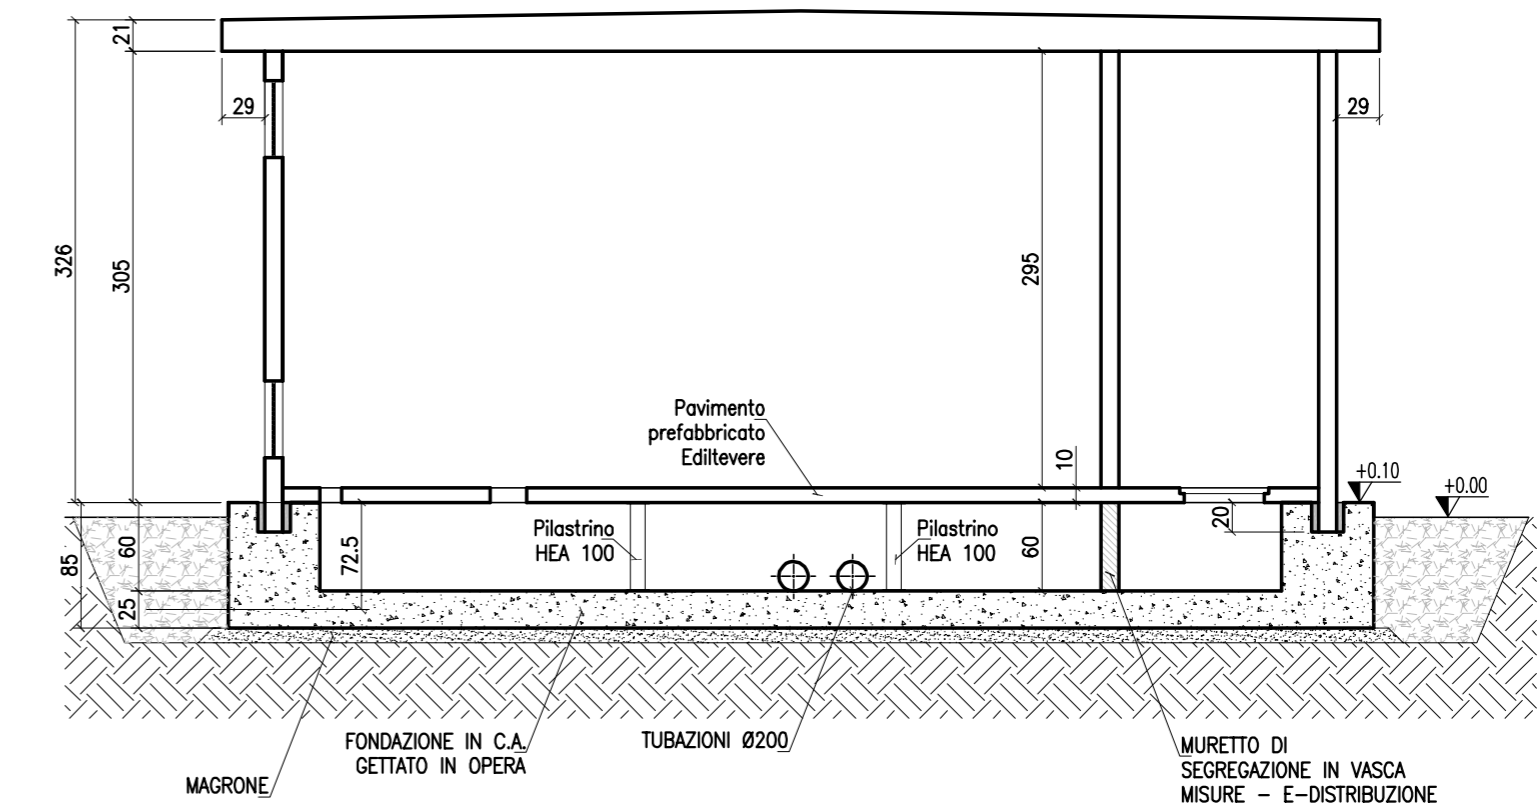 21
29
29
326
305
295
Pavimento
prefabbricato
Ediltevere
10
+0.10
+0.00
20
Pilastrino
HEA 100
Pilastrino
HEA 100
85
60
72.5
60
25
FONDAZIONE IN C.A.
GETTATO IN OPERA
TUBAZIONI Ø200
MURETTO DI
SEGREGAZIONE IN VASCA
MISURE - E-DISTRIBUZIONE
MAGRONE